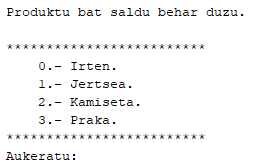 Produktu bat saldu behar duzu.
*************************
0.- Irten.
1.- Jertsea.
2.- Kamiseta.
3.- Praka.
*************************
Aukeratu: